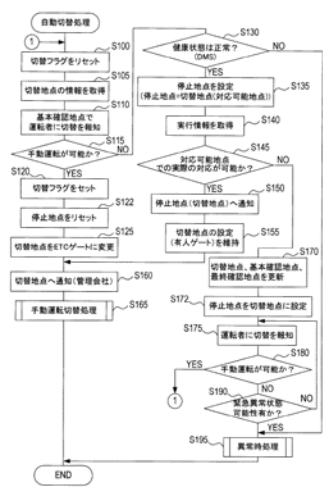 自動切替処理
1
S100
切替フラグをリセット
S105
切替地点の情報を取得
S110
基本確認地点で
運転者に切替を報知
S115
手動運転が可能か？
NO
YES
S120
切替フラグをセット
S122
停止地点をリセット
S125
切替地点をETCゲートに変更
S160
切替地点へ通知(管理会社)
S165
手動運転切替処理
END
S130
健康状態は正常？
(DMS)
NO
YES
S135
停止地点を設定
(停止地点=切替地点(対応可能地点))
S140
実行情報を取得
S145
対応可能地点
での実際の対応が可能か？
NO
YES
S150
停止地点(切替地点)へ通知
S155
切替地点の設定
(有人ゲート)を維持
S170
切替地点、基本確認地点、
最終確認地点を更新
S172
停止地点を切替地点に設定
S175
運転者に切替を報知
S180
YES
手動運転が可能か？
1
NO
S190
緊急異常状態
可能性有か？
NO
YES
S195
異常時処理